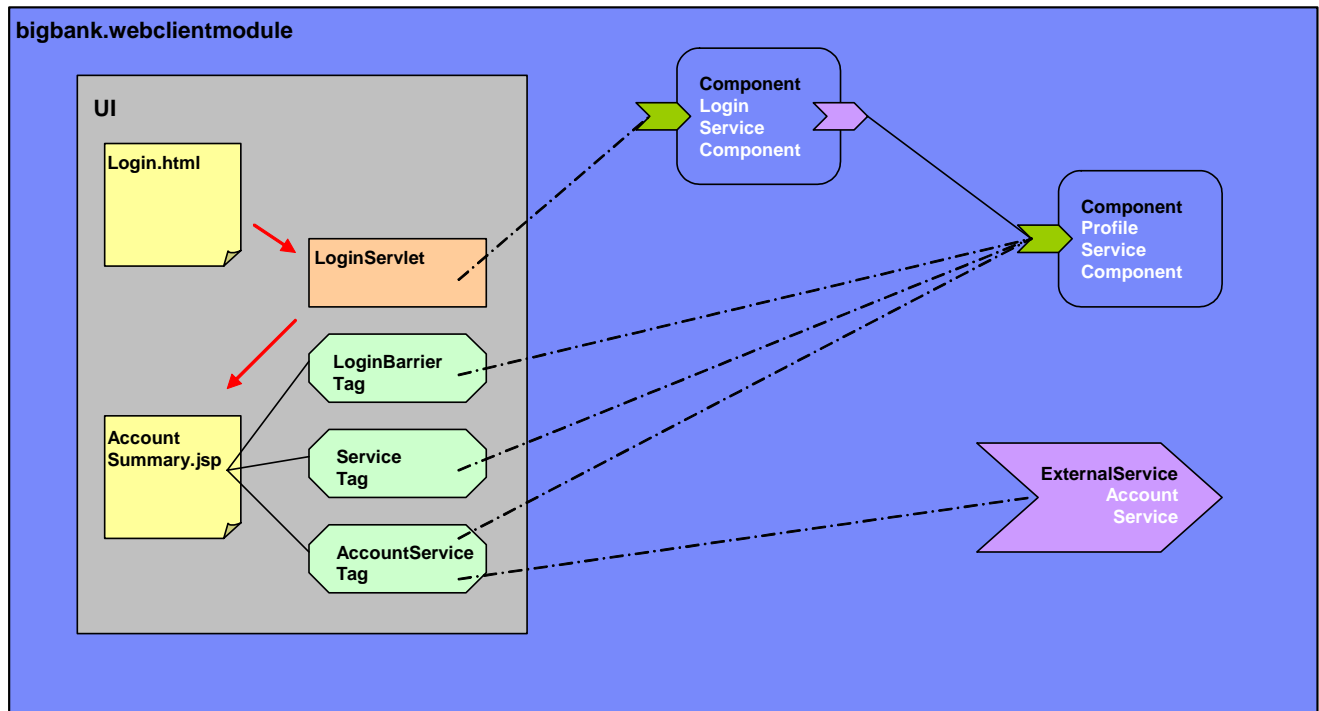 bigbank.webclientmodule
UI
Login.html
LoginServlet
LoginBarrier
Tag
Account
Summary.jsp
Service
Tag
AccountService
Tag
Component
Login
Service
Component
Component
Profile
Service
Component
ExternalService
Account
Service